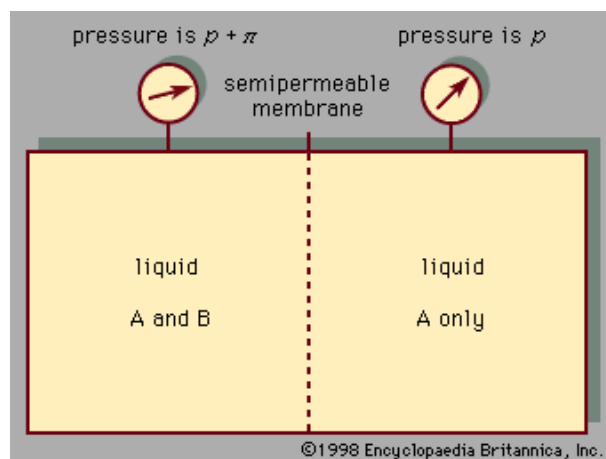 pressure is p + π
pressure is p
semipermeable
membrane
liquid
A and B
liquid
A only
©1998 Encyclopaedia Britannica, Inc.